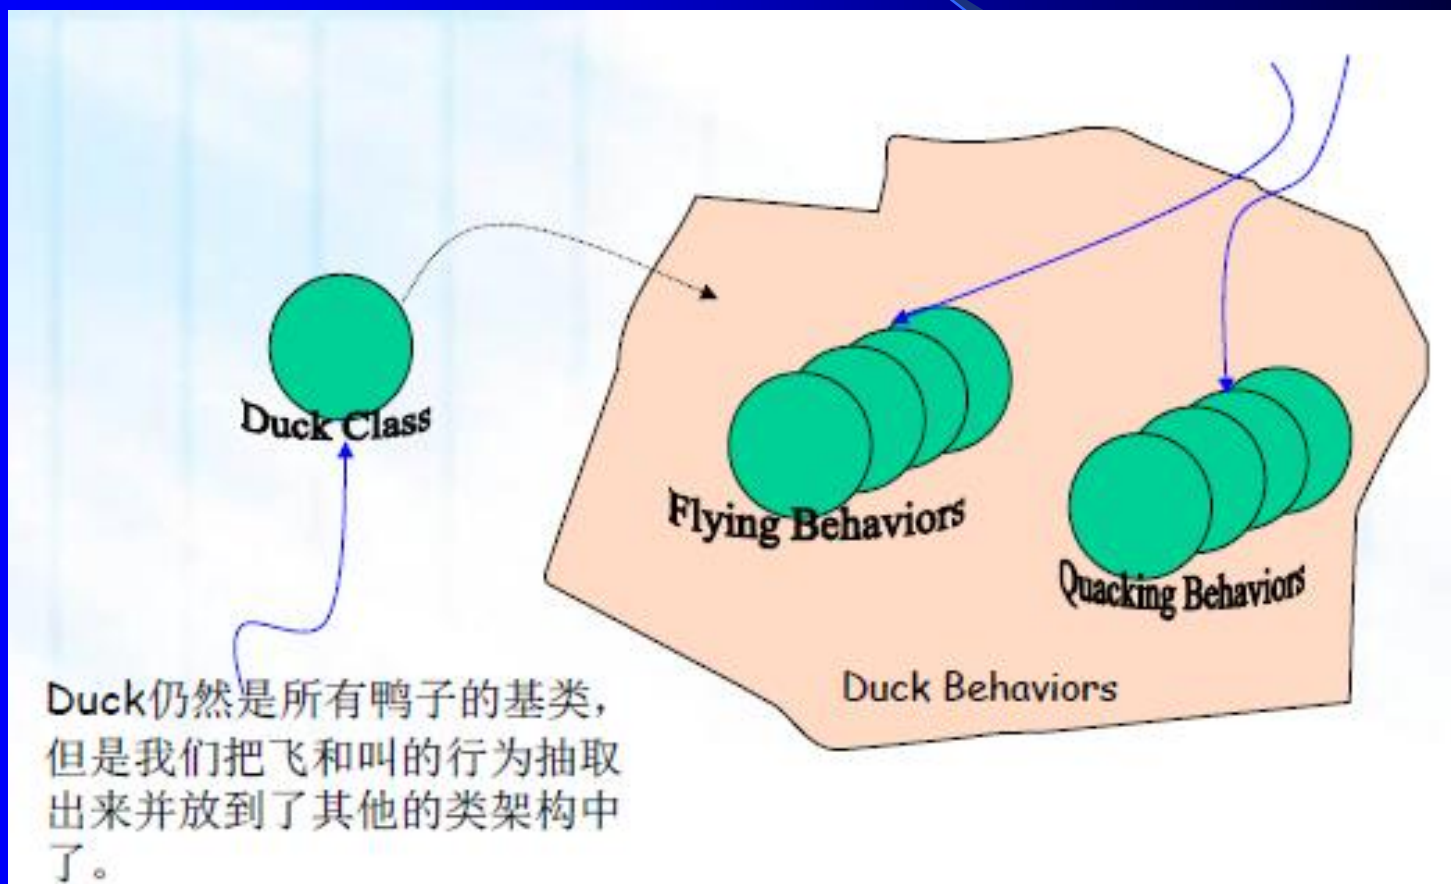 Duck Class
Flying Behaviors
Quacking Behaviors
Duck Behaviors
Duck仍然是所有鸭子的基类，
但是我们把飞和叫的行为抽取
出来并放到了其他的类架构中
了。